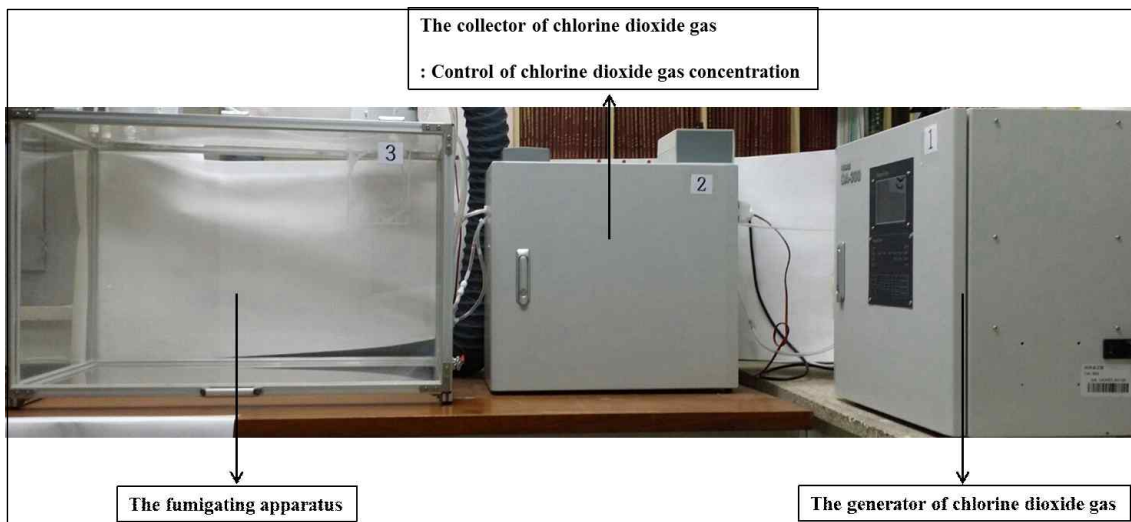 The collector of chlorine dioxide gas
: Control of chlorine dioxide gas concentration
3
2
1
The fumigating apparatus
The generator of chlorine dioxide gas